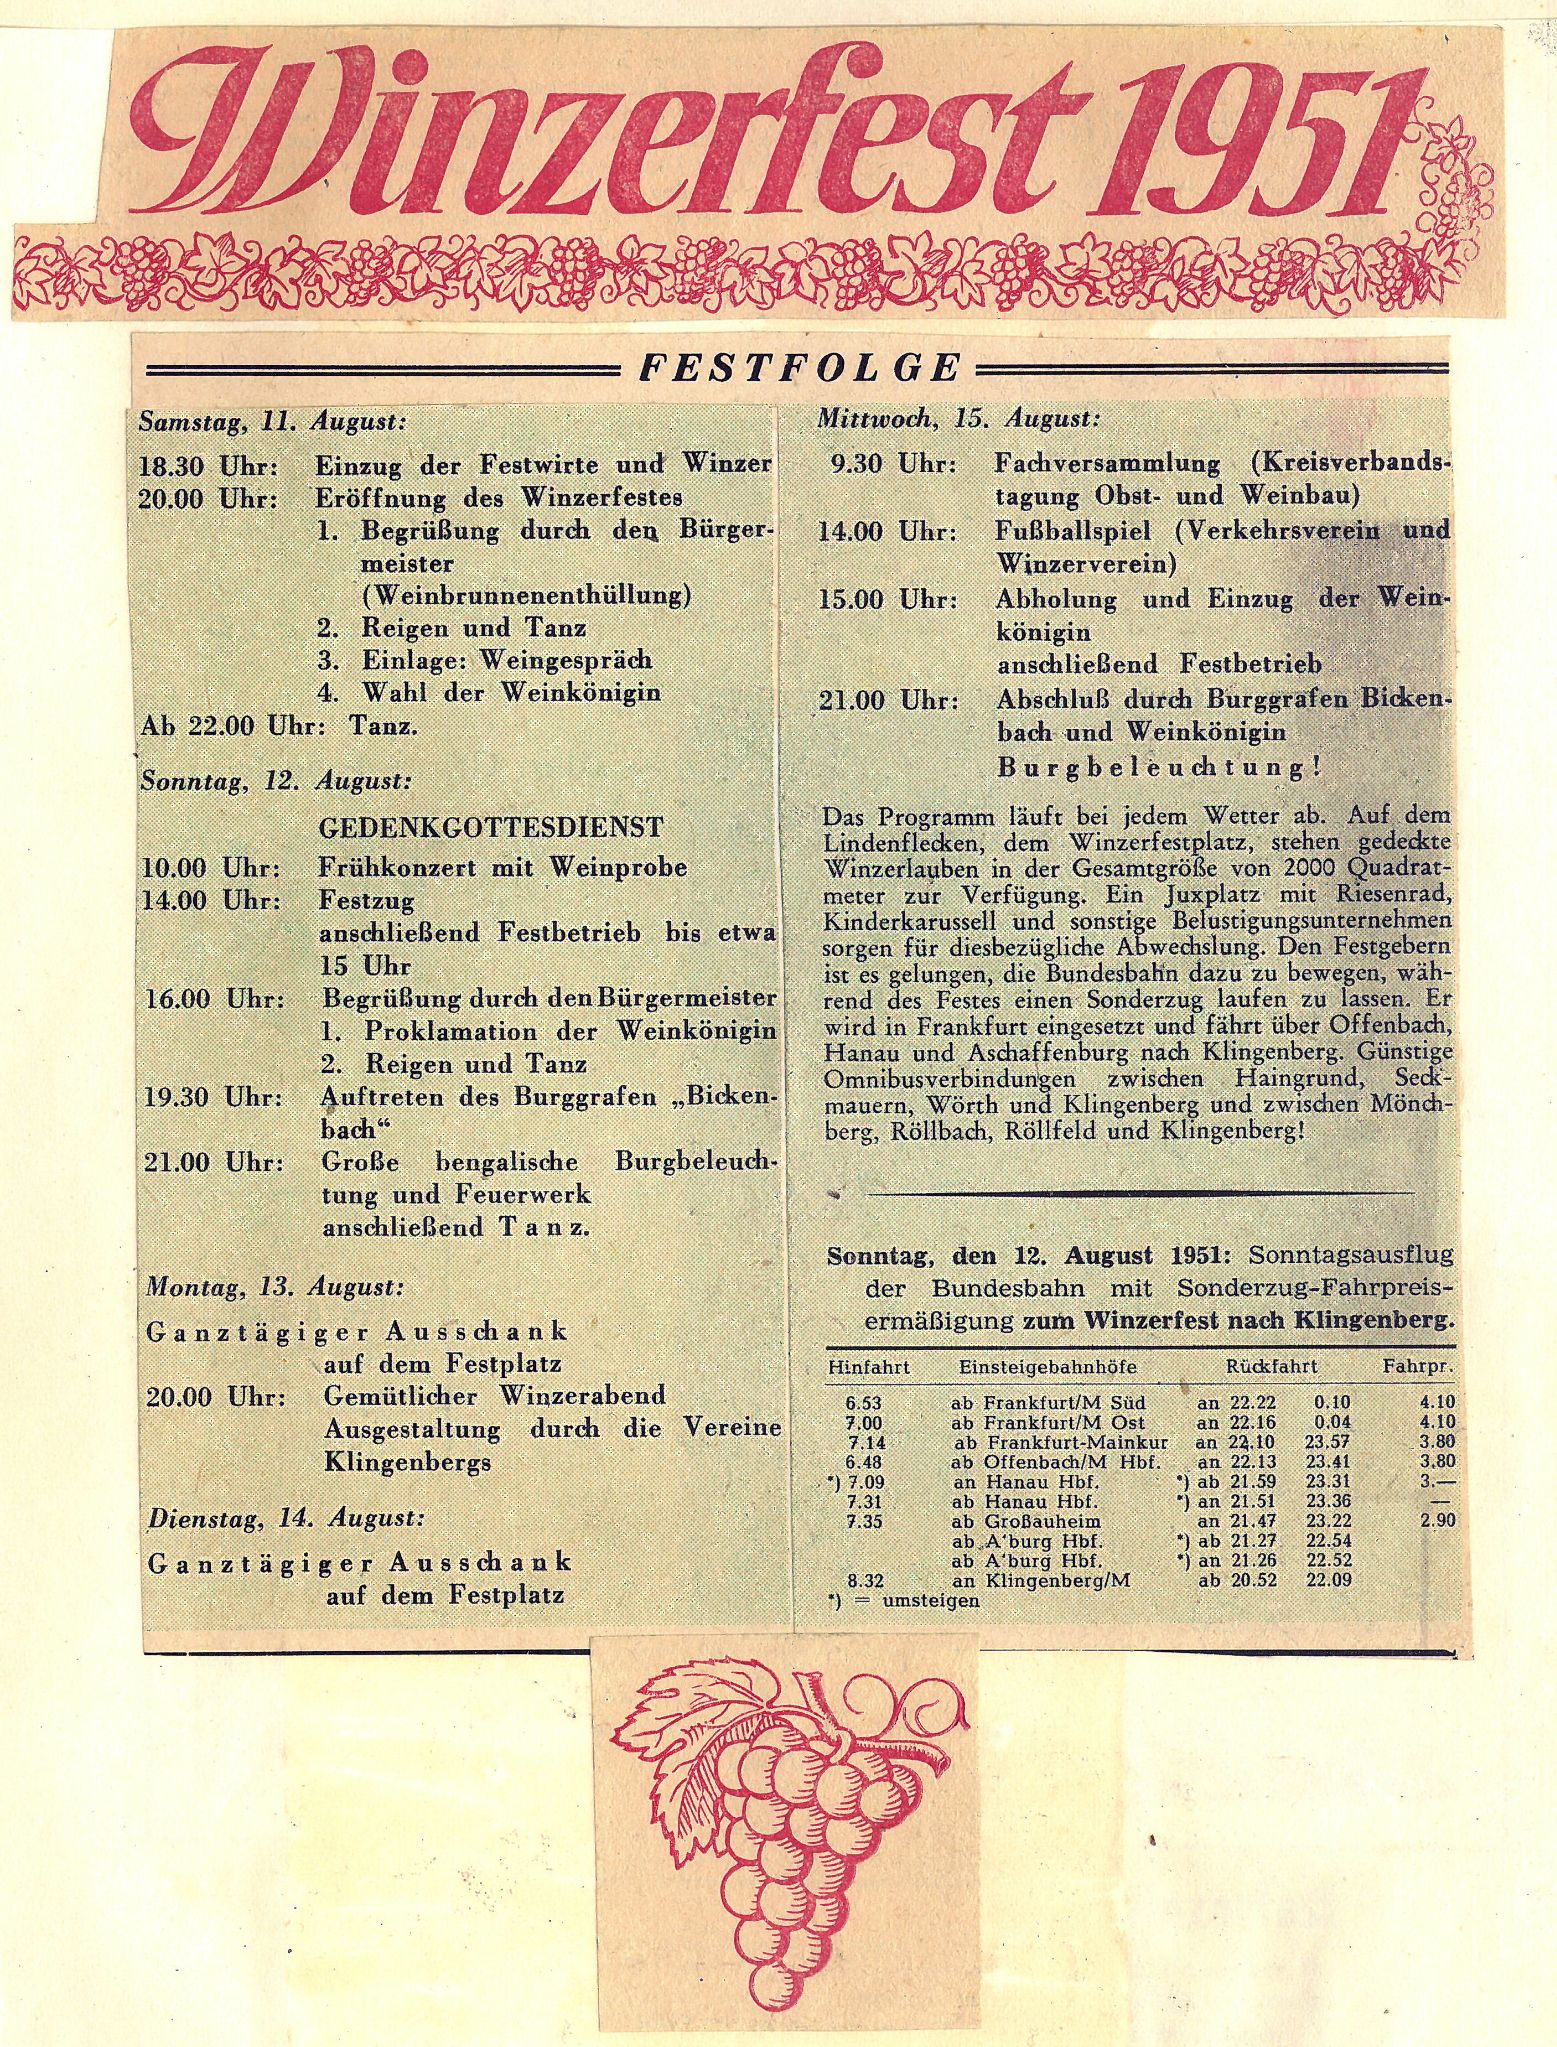 Winzerfest 1951
FESTFOLGE
Samstag, 11. August:
18.30 Uhr: Einzug der Festwirte und Winzer
20.00 Uhr: Eröffnung des Winzerfestes
1. Begrüßung durch den Bürger-
meister
(Weinbrunnenenthüllung)
2. Reigen und Tanz
3. Einlage: Weingespräch
4. Wahl der Weinkönigin
Ab 22.00 Uhr: Tanz.
Sonntag, 12. August:
GEDENKGOTTESDIENST
10.00 Uhr: Frühkonzert mit Weinprobe
14.00 Uhr: Festzug
anschließend Festbetrieb bis etwa
15 Uhr
16.00 Uhr: Begrüßung durch den Bürgermeister
1. Proklamation der Weinkönigin
2. Reigen und Tanz
19.30 Uhr: Auftreten des Burggrafen „Bicken-
bach“
21.00 Uhr: Große bengalische Burgbeleuch-
tung und Feuerwerk
anschließend Tanz.
Montag, 13. August:
Ganztägiger Ausschank
auf dem Festplatz
20.00 Uhr: Gemütlicher Winzerabend
Ausgestaltung durch die Vereine
Klingenbergs
Dienstag, 14. August:
Ganztägiger Ausschank
auf dem Festplatz
Mittwoch, 15. August:
9.30 Uhr: Fachversammlung (Kreisverbands-
tagung Obst- und Weinbau)
14.00 Uhr: Fußballspiel (Verkehrsverein und
Winzerverein)
15.00 Uhr: Abholung und Einzug der Wein-
königin
anschließend Festbetrieb
21.00 Uhr: Abschluß durch Burggrafen Bicken-
bach und Weinkönigin
Burgbeleuchtung!
Das Programm läuft bei jedem Wetter ab. Auf dem
Lindenflecken, dem Winzerfestplatz, stehen gedeckte
Winzerlauben in der Gesamtgröße von 2000 Quadrat-
meter zur Verfügung. Ein Juxplatz mit Riesenrad,
Kinderkarussell und sonstige Belustigungsunternehmen
sorgen für diesbezügliche Abwechslung. Den Festgebern
ist es gelungen, die Bundesbahn dazu zu bewegen, wäh-
rend des Festes einen Sonderzug laufen zu lassen. Er
wird in Frankfurt eingesetzt und fährt über Offenbach,
Hanau und Aschaffenburg nach Klingenberg. Günstige
Omnibusverbindungen zwischen Haingrund, Seck-
mauern, Wörth und Klingenberg und zwischen Mönch-
berg, Röllbach, Röllfeld und Klingenberg!
Sonntag, den 12. August 1951: Sonntagsausflug
der Bundesbahn mit Sonderzug-Fahrpreis-
ermäßigung zum Winzerfest nach Klingenberg.
Hinfahrt Einsteigebahnhöfe Rückfahrt Fahrpr.
6.53 ab Frankfurt/M Süd an 22.22 0.10 4.10
7.00 ab Frankfurt/M Ost an 22.16 0.04 4.10
7.14 ab Frankfurt-Mainkur an 22.10 23.57 3.80
6.48 ab Offenbach/M Hbf. an 22.13 23.41 3.80
*) 7.09 an Hanau Hbf. *) ab 21.59 23.31 3.—
7.31 ab Hanau Hbf. *) an 21.51 23.36 —
7.35 ab Großauheim an 21.47 23.22 2.90
ab A'burg Hbf. *) ab 21.27 22.54
ab A'burg Hbf. *) an 21.26 22.52
8.32 an Klingenberg/M ab 20.52 22.09
*) = umsteigen